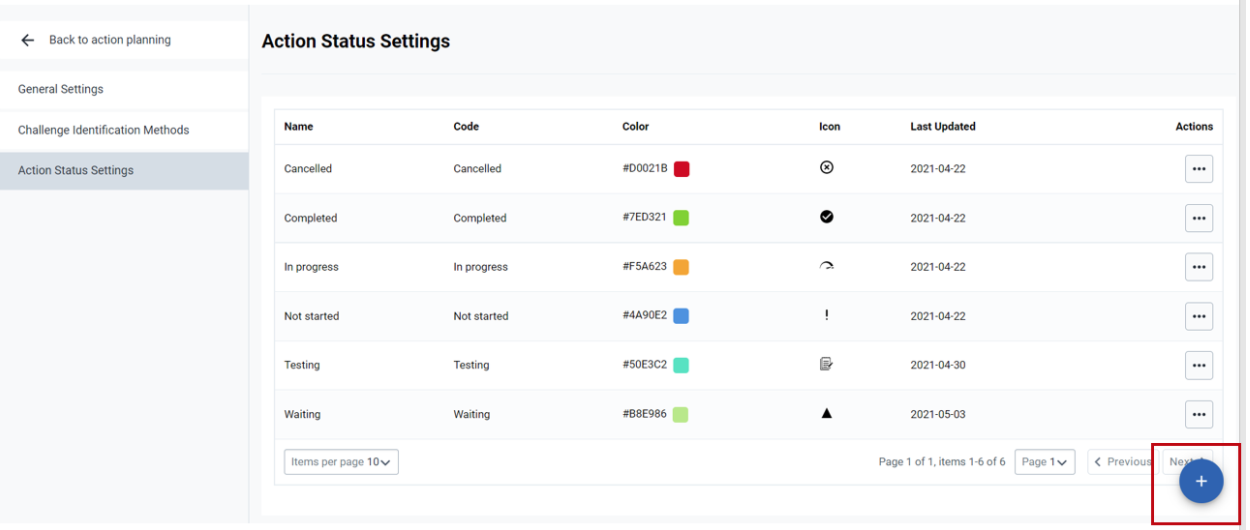 Back to action planning
General Settings
Challenge Identification Methods
Action Status Settings
Action Status Settings
Name Code Color Icon Last Updated Actions
Cancelled Cancelled #D0021B 2021-04-22
Completed Completed #7ED321 2021-04-22
In progress In progress #F5A623 2021-04-22
Not started Not started #4A90E2 2021-04-22
Testing Testing #50E3C2 2021-04-30
Waiting Waiting #B8E986 2021-05-03
Items per page 10 Page 1 of 1, items 1-6 of 6 Page 1 Previous Next